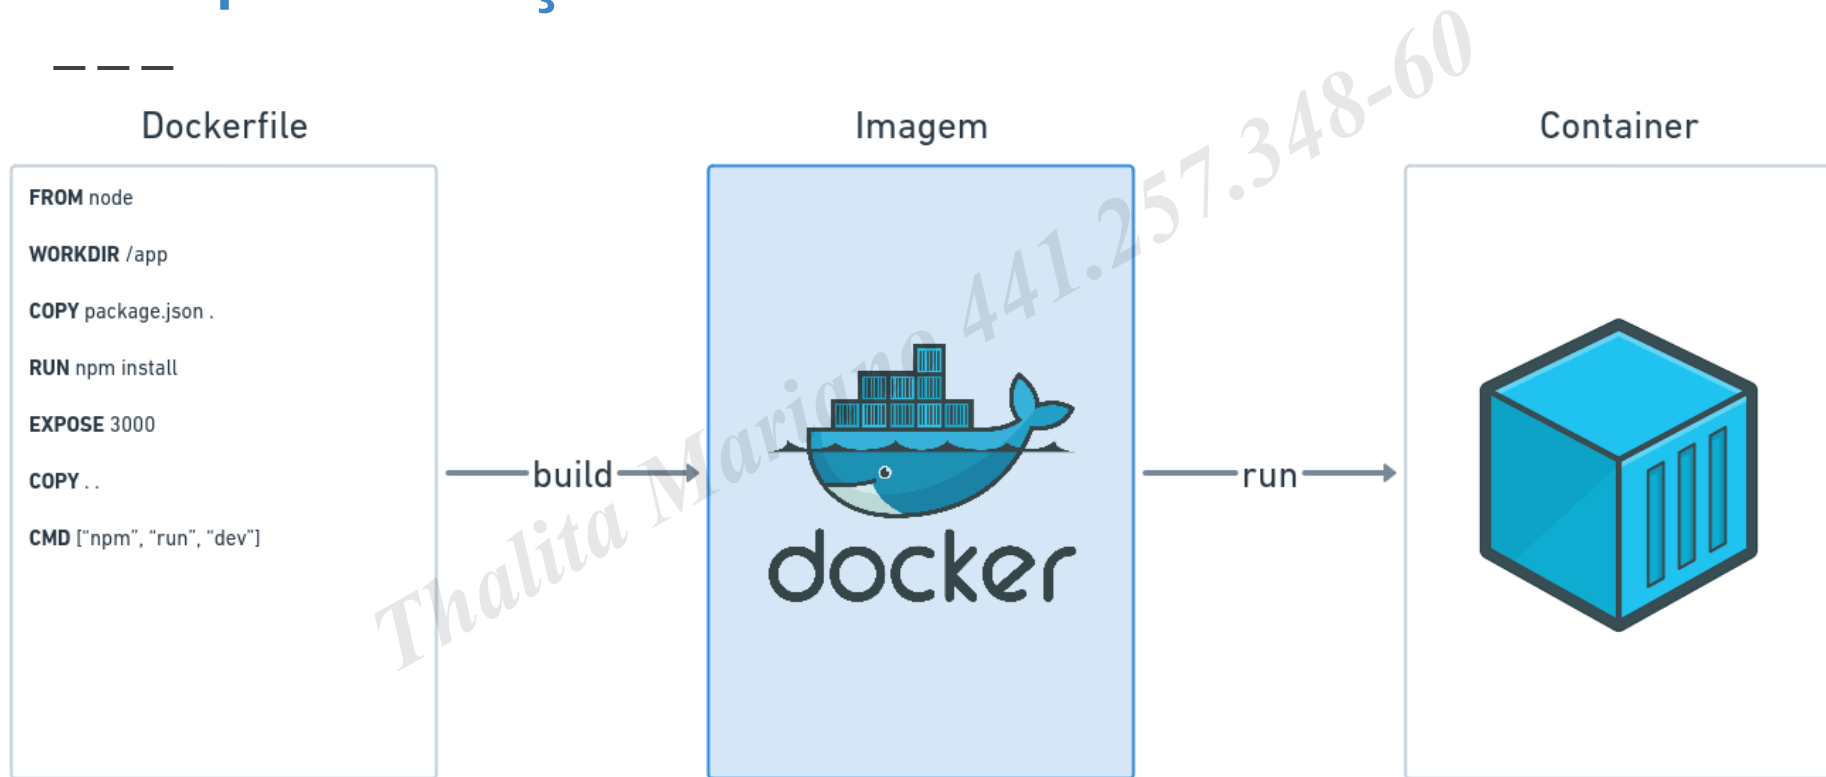 Dockerfile
Imagem
Container
FROM node
WORKDIR /app
COPY package.json .
RUN npm install
EXPOSE 3000
COPY . .
CMD [“npm”, “run”, “dev”]
build
run
docker
Thalita Mariano 441.257.348-60